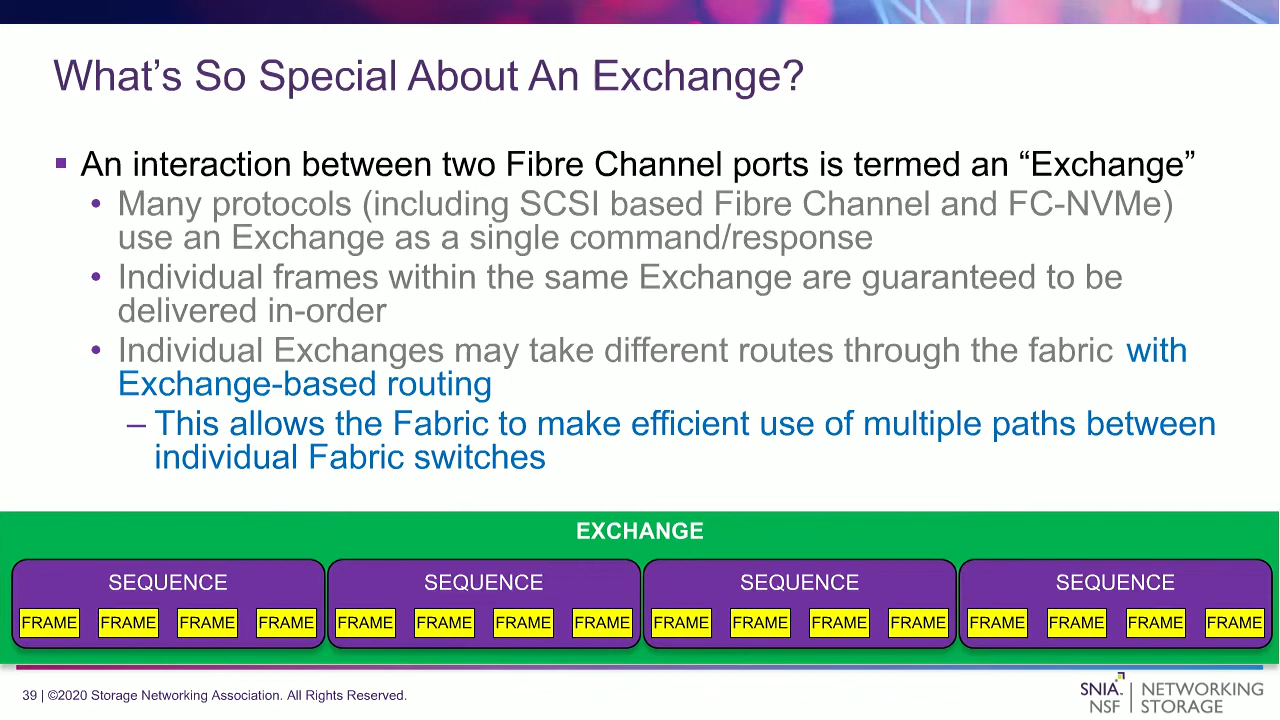 What's So Special About An Exchange?
▪ An interaction between two Fibre Channel ports is termed an “Exchange”
• Many protocols (including SCSI based Fibre Channel and FC-NVMe)
use an Exchange as a single command/response
• Individual frames within the same Exchange are guaranteed to be
delivered in-order
• Individual Exchanges may take different routes through the fabric with
Exchange-based routing
– This allows the Fabric to make efficient use of multiple paths between
individual Fabric switches
EXCHANGE
SEQUENCE SEQUENCE SEQUENCE SEQUENCE
FRAME FRAME FRAME FRAME FRAME FRAME FRAME FRAME FRAME FRAME FRAME FRAME FRAME FRAME FRAME FRAME
39 | ©2020 Storage Networking Association. All Rights Reserved.
SNIA. | NETWORKING
NSF | STORAGE